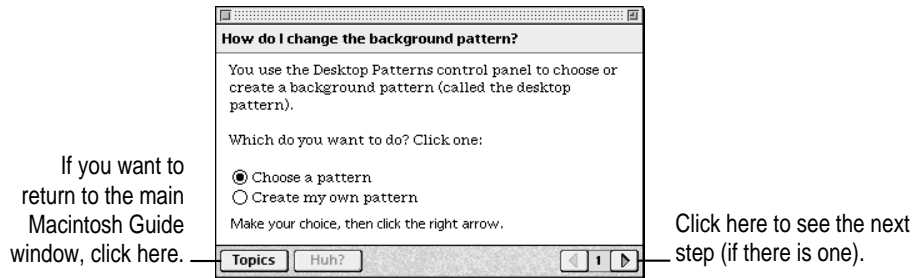 How do I change the background pattern?
You use the Desktop Patterns control panel to choose or
create a background pattern (called the desktop
pattern).
Which do you want to do? Click one:
Choose a pattern
Create my own pattern
Make your choice, then click the right arrow.
Topics Huh? 1
If you want to
return to the main
Macintosh Guide
window, click here.
Click here to see the next
step (if there is one).